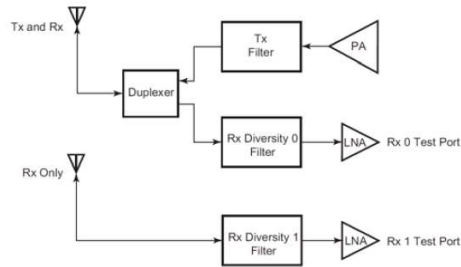 Tx and Rx
Tx
Filter
PA
Duplexer
Rx Diversity 0
Filter
LNA
Rx 0 Test Port
Rx Only
Rx Diversity 1
Filter
LNA
Rx 1 Test Port